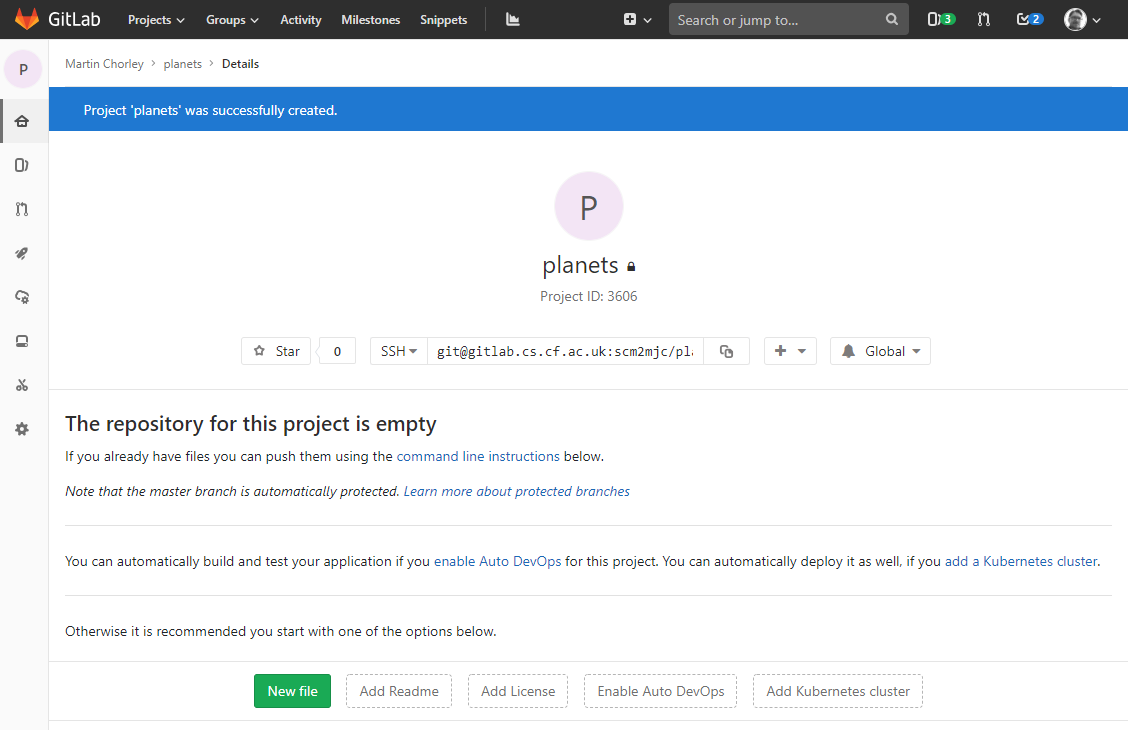 GitLab Projects Groups Activity Milestones Snippets Search or jump to... 3 2
P Martin Chorley > planets > Details
Project 'planets' was successfully created.
P
planets
Project ID: 3606
Star 0 SSH git@gitlab.cs.cf.ac.uk:scm2mjc/pla Global
The repository for this project is empty
If you already have files you can push them using the command line instructions below.
Note that the master branch is automatically protected. Learn more about protected branches
You can automatically build and test your application if you enable Auto DevOps for this project. You can automatically deploy it as well, if you add a Kubernetes cluster.
Otherwise it is recommended you start with one of the options below.
New file Add Readme Add License Enable Auto DevOps Add Kubernetes cluster